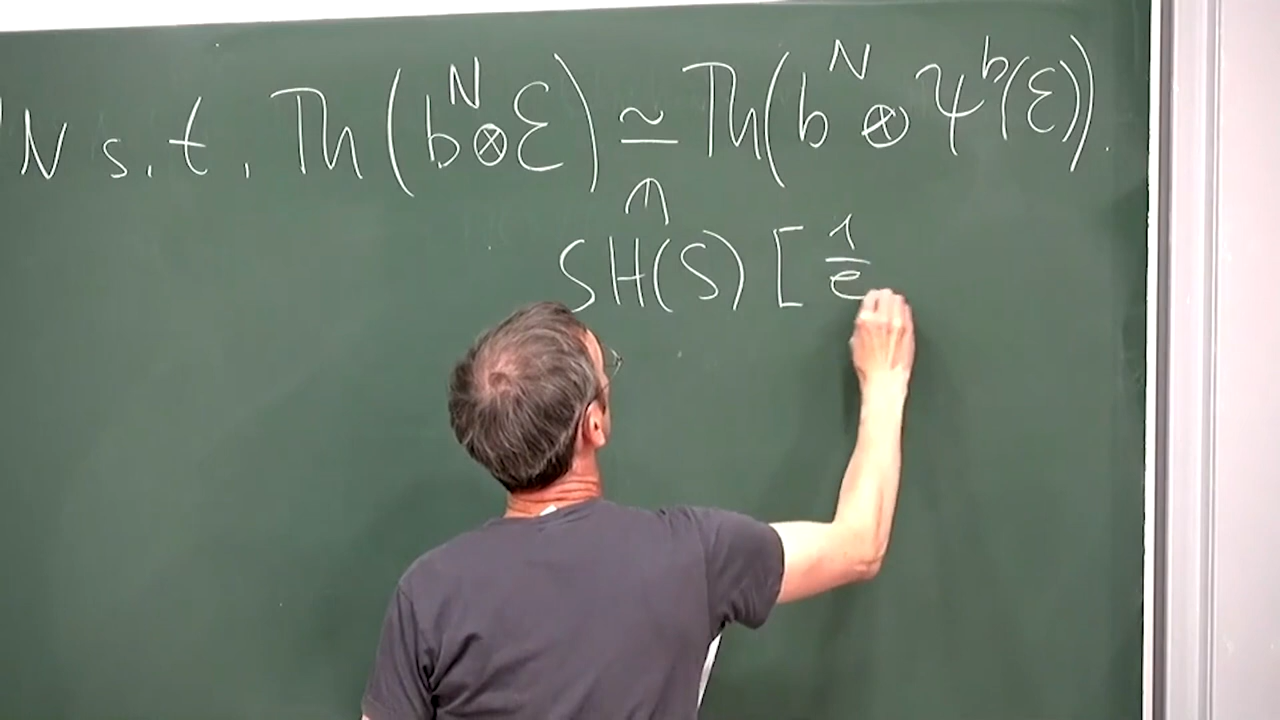 N s.t. Th(b^N ⊗ ℰ) ≃ Th(b^N ⊗ ψ^b(ℰ)).
∈
SH(S) [ 1/e